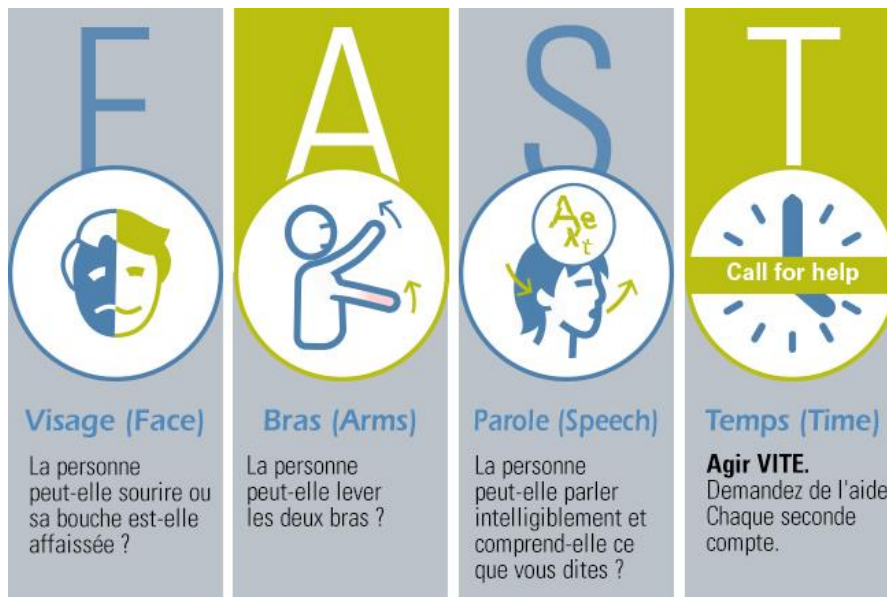 F
Visage (Face)
La personne
peut-elle sourire ou
sa bouche est-elle
affaissée ?
A
Bras (Arms)
La personne
peut-elle lever
les deux bras ?
S
Ae
xt
Parole (Speech)
La personne
peut-elle parler
intelligiblement et
comprend-elle ce
que vous dites ?
T
Call for help
Temps (Time)
Agir VITE.
Demandez de l'aide
Chaque seconde
compte.